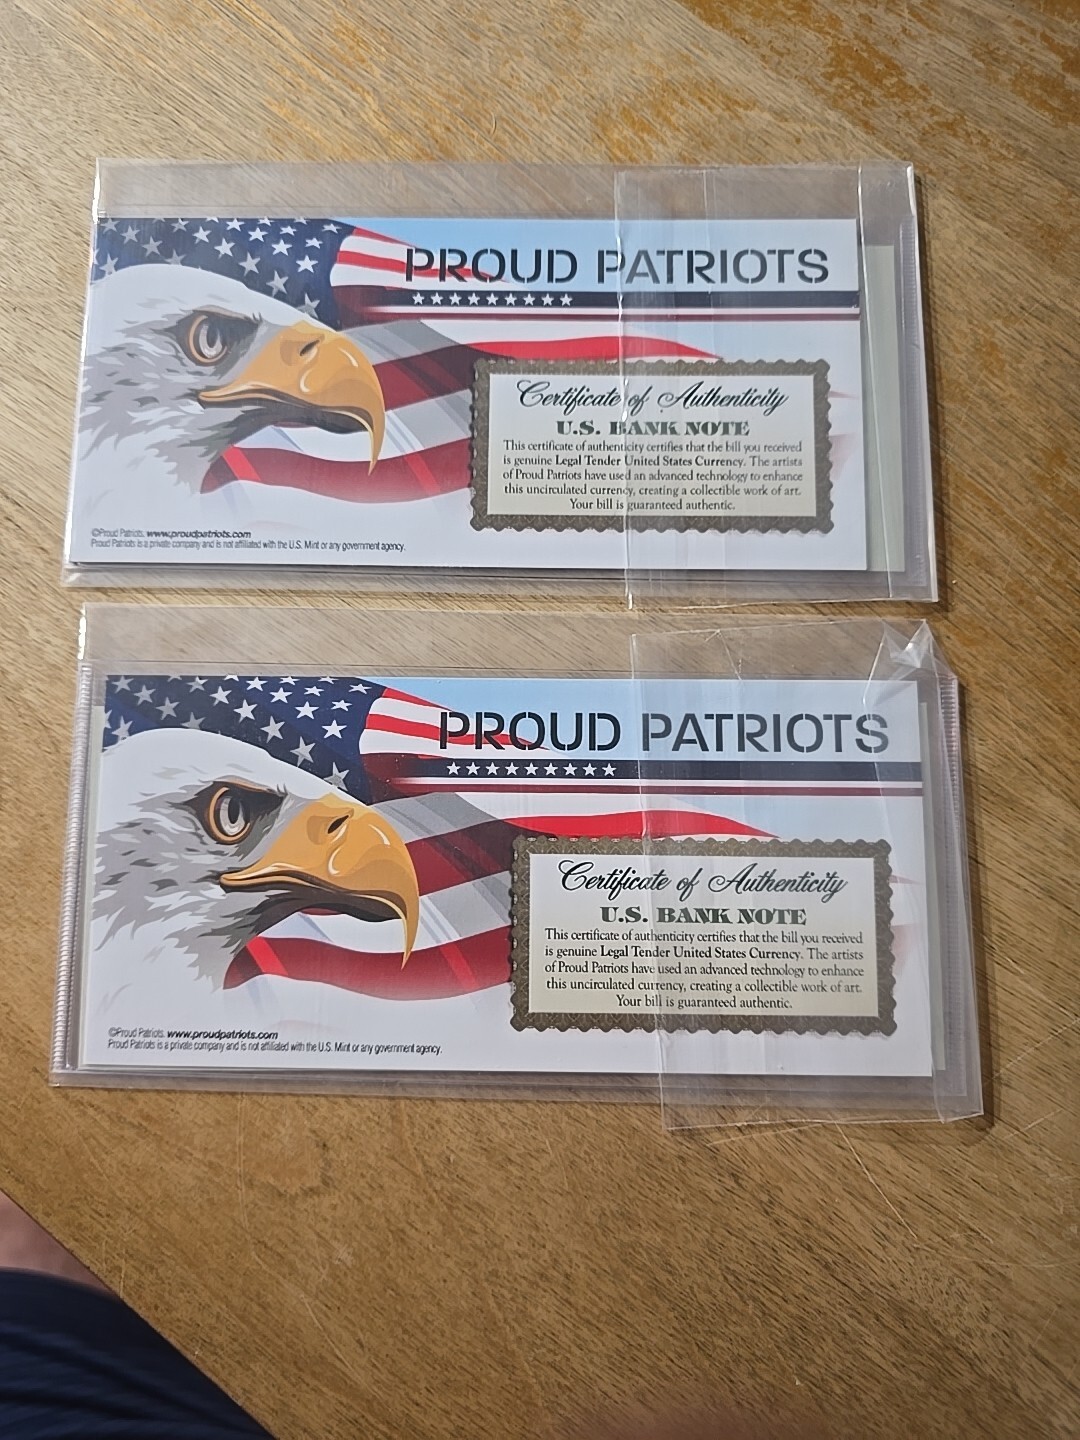 PROUD PATRIOTS
Certificate of Authenticity
U.S. BANK NOTE
This certificate of authenticity certifies that the bill you received
is genuine Legal Tender United States Currency. The artists
of Proud Patriots have used an advanced technology to enhance
this uncirculated currency, creating a collectible work of art.
Your bill is guaranteed authentic.
©Proud Patriots. www.proudpatriots.com
Proud Patriots is a private company and is not affiliated with the U.S. Mint or any government agency.
PROUD PATRIOTS
Certificate of Authenticity
U.S. BANK NOTE
This certificate of authenticity certifies that the bill you received
is genuine Legal Tender United States Currency. The artists
of Proud Patriots have used an advanced technology to enhance
this uncirculated currency, creating a collectible work of art.
Your bill is guaranteed authentic.
©Proud Patriots. www.proudpatriots.com
Proud Patriots is a private company and is not affiliated with the U.S. Mint or any government agency.